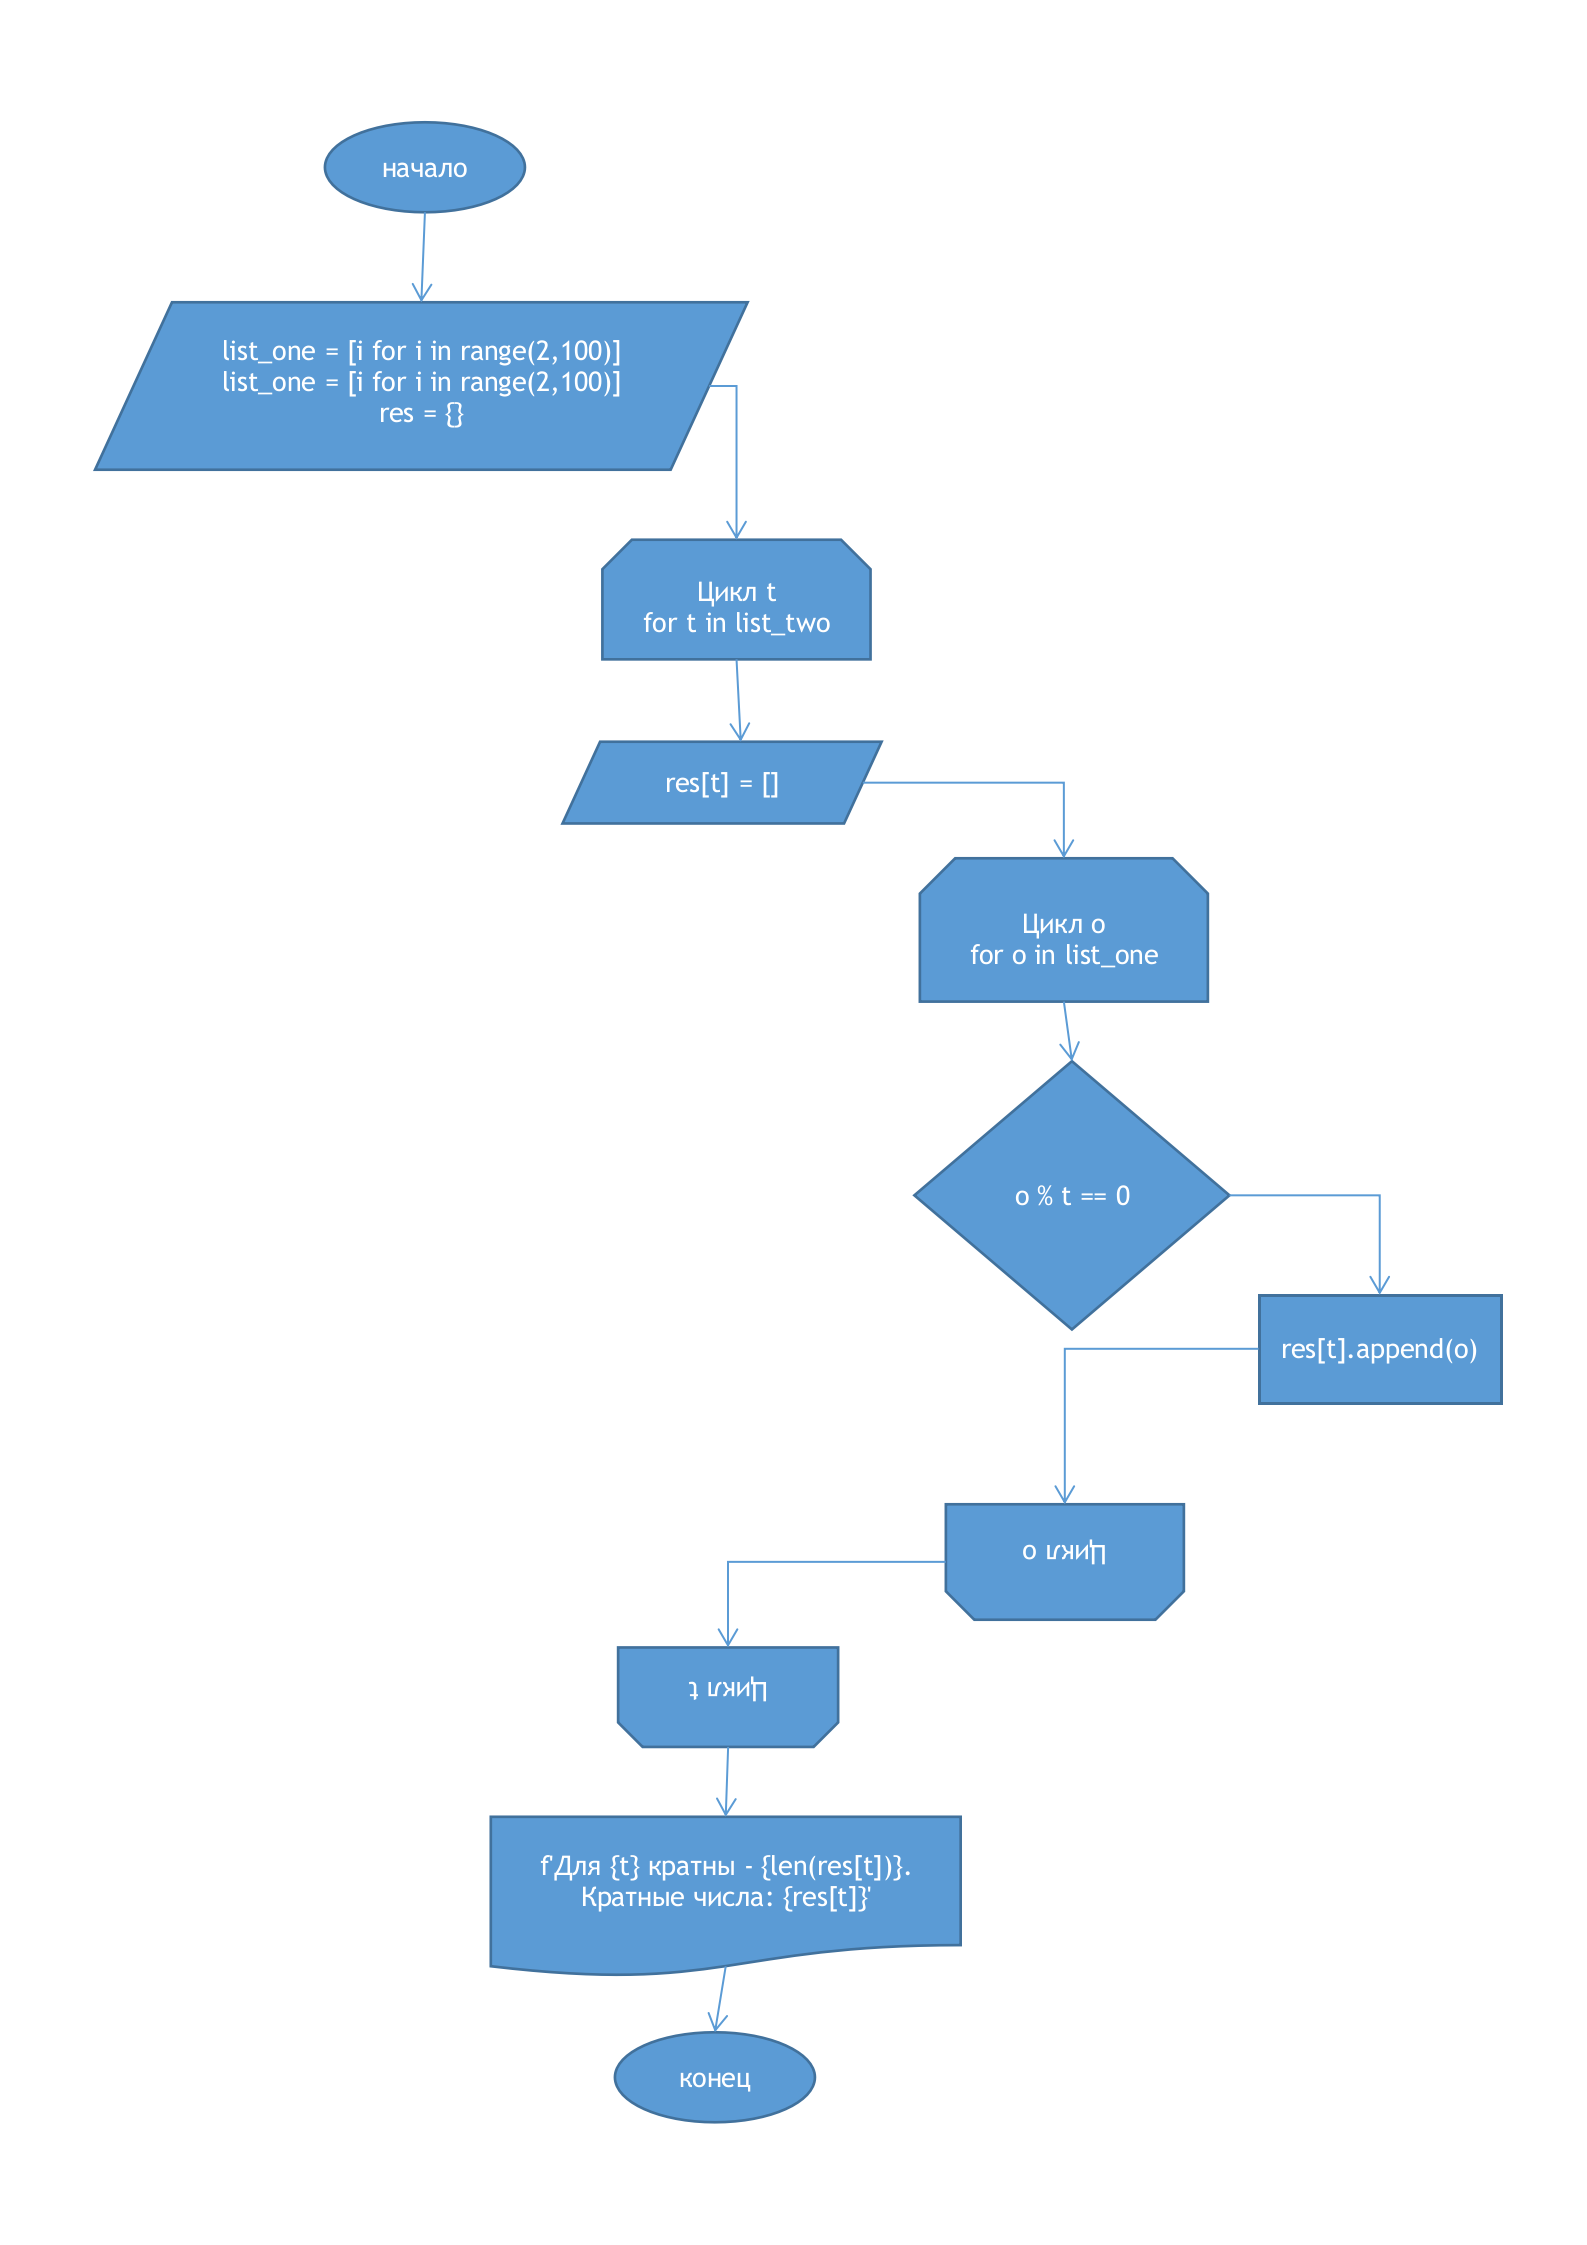 начало
list_one = [i for i in range(2,100)]
list_one = [i for i in range(2,100)]
res = {}
Цикл t
for t in list_two
res[t] = []
Цикл o
for o in list_one
o % t == 0
res[t].append(o)
Цикл o
Цикл t
f'Для {t} кратны - {len(res[t])}.
Кратные числа: {res[t]}'
конец